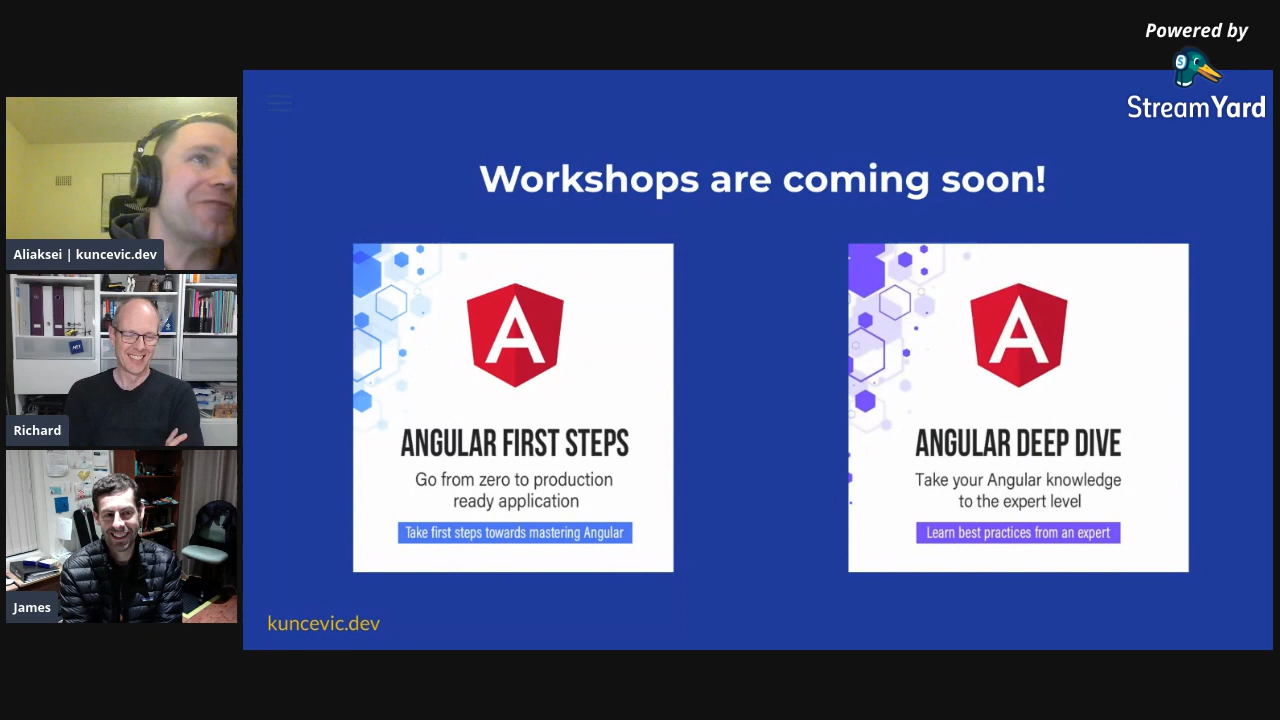 Powered by
StreamYard
Workshops are coming soon!
ANGULAR FIRST STEPS
Go from zero to production
ready application
Take first steps towards mastering Angular
ANGULAR DEEP DIVE
Take your Angular knowledge
to the expert level
Learn best practices from an expert
kuncevic.dev
Aliaksei | kuncevic.dev
Richard
James